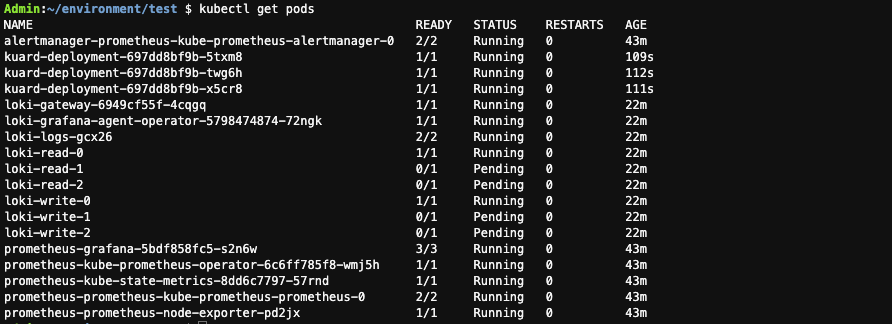 Admin:~/environment/test $ kubectl get pods
NAME READY STATUS RESTARTS AGE
alertmanager-prometheus-kube-prometheus-alertmanager-0 2/2 Running 0 43m
kuard-deployment-697dd8bf9b-5txm8 1/1 Running 0 109s
kuard-deployment-697dd8bf9b-twg6h 1/1 Running 0 112s
kuard-deployment-697dd8bf9b-x5cr8 1/1 Running 0 111s
loki-gateway-6949cf55f-4cqgq 1/1 Running 0 22m
loki-grafana-agent-operator-5798474874-72ngk 1/1 Running 0 22m
loki-logs-gcx26 2/2 Running 0 22m
loki-read-0 1/1 Running 0 22m
loki-read-1 0/1 Pending 0 22m
loki-read-2 0/1 Pending 0 22m
loki-write-0 1/1 Running 0 22m
loki-write-1 0/1 Pending 0 22m
loki-write-2 0/1 Pending 0 22m
prometheus-grafana-5bdf858fc5-s2n6w 3/3 Running 0 43m
prometheus-kube-prometheus-operator-6c6ff785f8-wmj5h 1/1 Running 0 43m
prometheus-kube-state-metrics-8dd6c7797-57rnd 1/1 Running 0 43m
prometheus-prometheus-kube-prometheus-prometheus-0 2/2 Running 0 43m
prometheus-prometheus-node-exporter-pd2jx 1/1 Running 0 43m